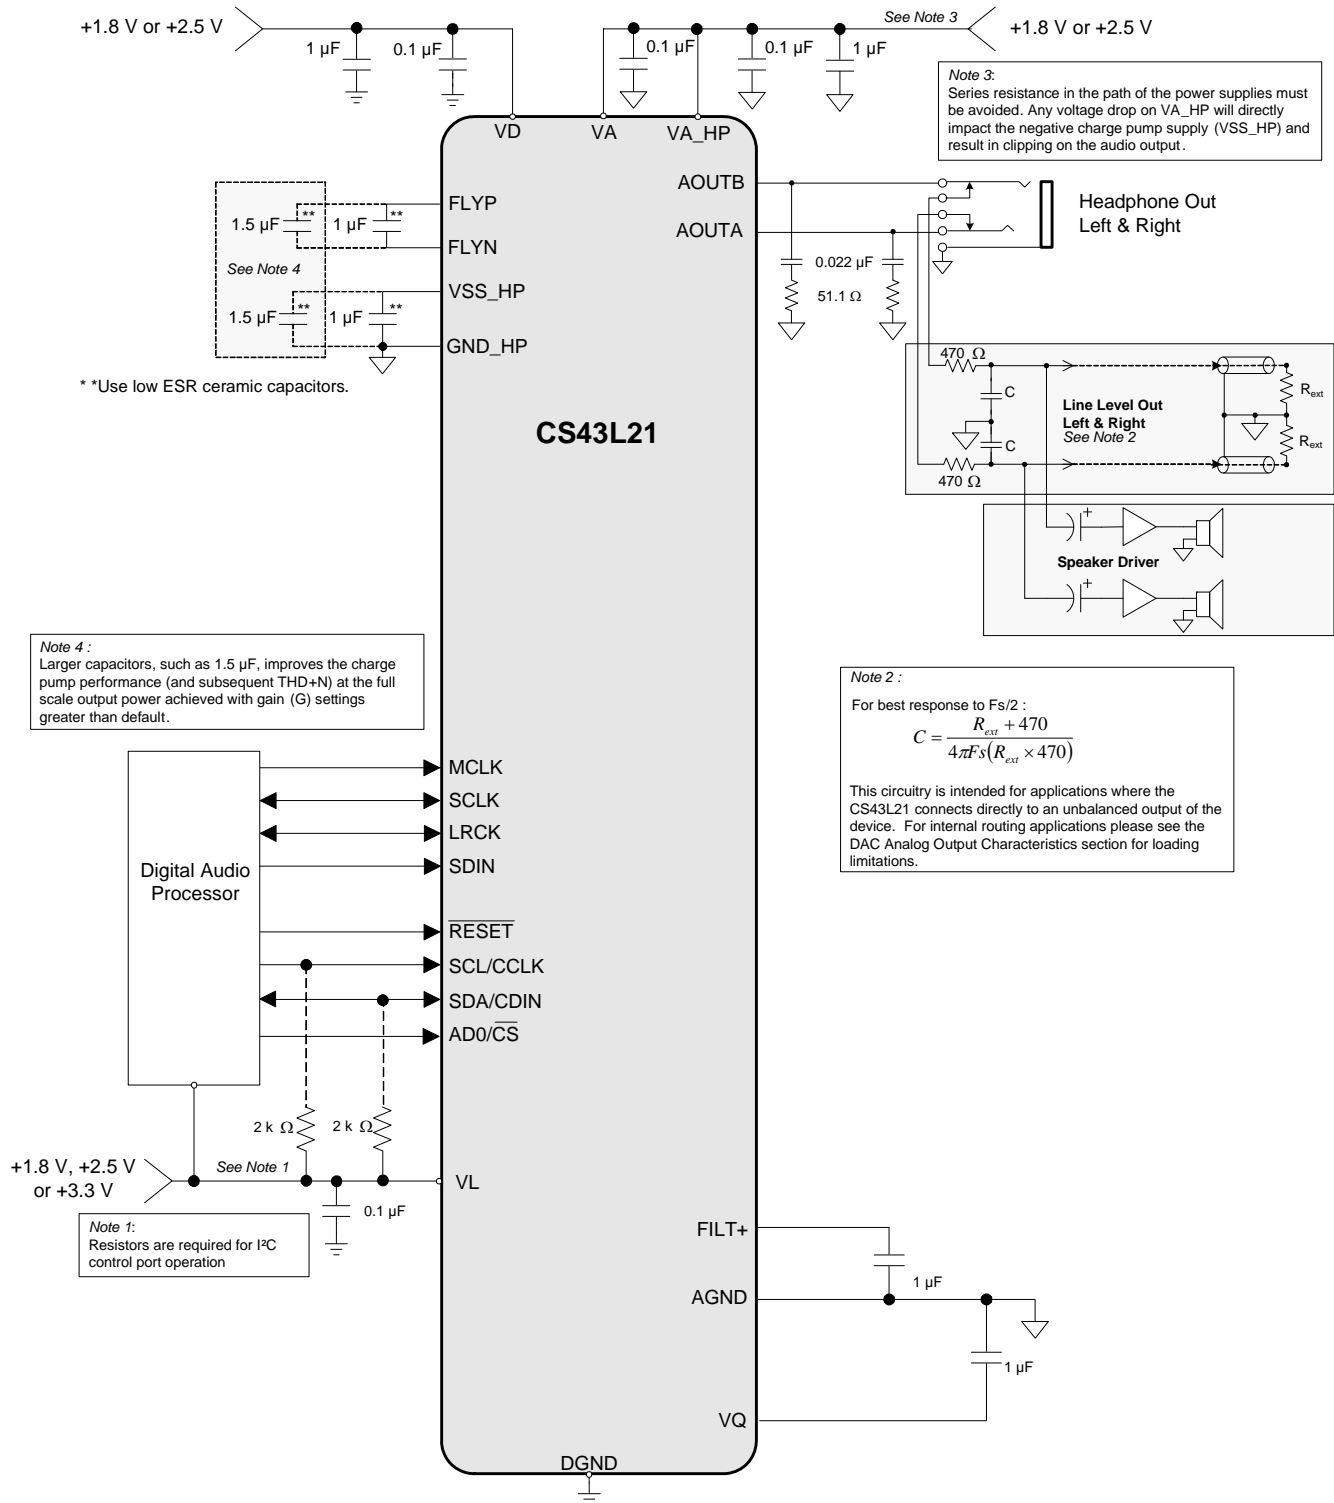 +1.8 V or +2.5 V
1 µF
0.1 µF
See Note 3
+1.8 V or +2.5 V
0.1 µF
0.1 µF
1 µF
Note 3:
Series resistance in the path of the power supplies must
be avoided. Any voltage drop on VA_HP will directly
impact the negative charge pump supply (VSS_HP) and
result in clipping on the audio output.
VD
VA
VA_HP
AOUTB
AOUTA
Headphone Out
Left & Right
0.022 µF
51.1 Ω
FLYP
1.5 µF
**
1 µF
**
FLYN
See Note 4
VSS_HP
1.5 µF
**
1 µF
**
GND_HP
* *Use low ESR ceramic capacitors.
CS43L21
470 Ω
C
Line Level Out
Left & Right
See Note 2
C
470 Ω
Rext
Rext
+
Speaker Driver
+
Note 4 :
Larger capacitors, such as 1.5 µF, improves the charge
pump performance (and subsequent THD+N) at the full
scale output power achieved with gain (G) settings
greater than default.
Note 2 :
For best response to Fs/2 :
C = (Rext + 470) / (4πFs(Rext × 470))
This circuitry is intended for applications where the
CS43L21 connects directly to an unbalanced output of the
device. For internal routing applications please see the
DAC Analog Output Characteristics section for loading
limitations.
Digital Audio
Processor
MCLK
SCLK
LRCK
SDIN
RESET
SCL/CCLK
SDA/CDIN
AD0/CS
2 k Ω
2 k Ω
+1.8 V, +2.5 V
or +3.3 V
See Note 1
VL
0.1 µF
Note 1:
Resistors are required for I²C
control port operation
FILT+
1 µF
AGND
1 µF
VQ
DGND